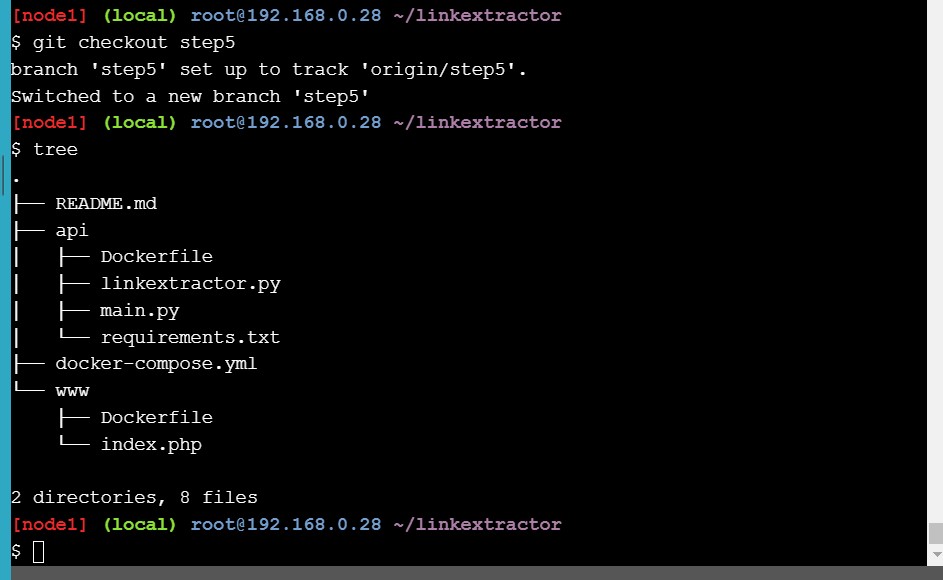 [node1] (local) root@192.168.0.28 ~/linkextractor
$ git checkout step5
branch 'step5' set up to track 'origin/step5'.
Switched to a new branch 'step5'
[node1] (local) root@192.168.0.28 ~/linkextractor
$ tree
.
├── README.md
├── api
│   ├── Dockerfile
│   ├── linkextractor.py
│   ├── main.py
│   └── requirements.txt
├── docker-compose.yml
└── www
    ├── Dockerfile
    └── index.php

2 directories, 8 files
[node1] (local) root@192.168.0.28 ~/linkextractor
$